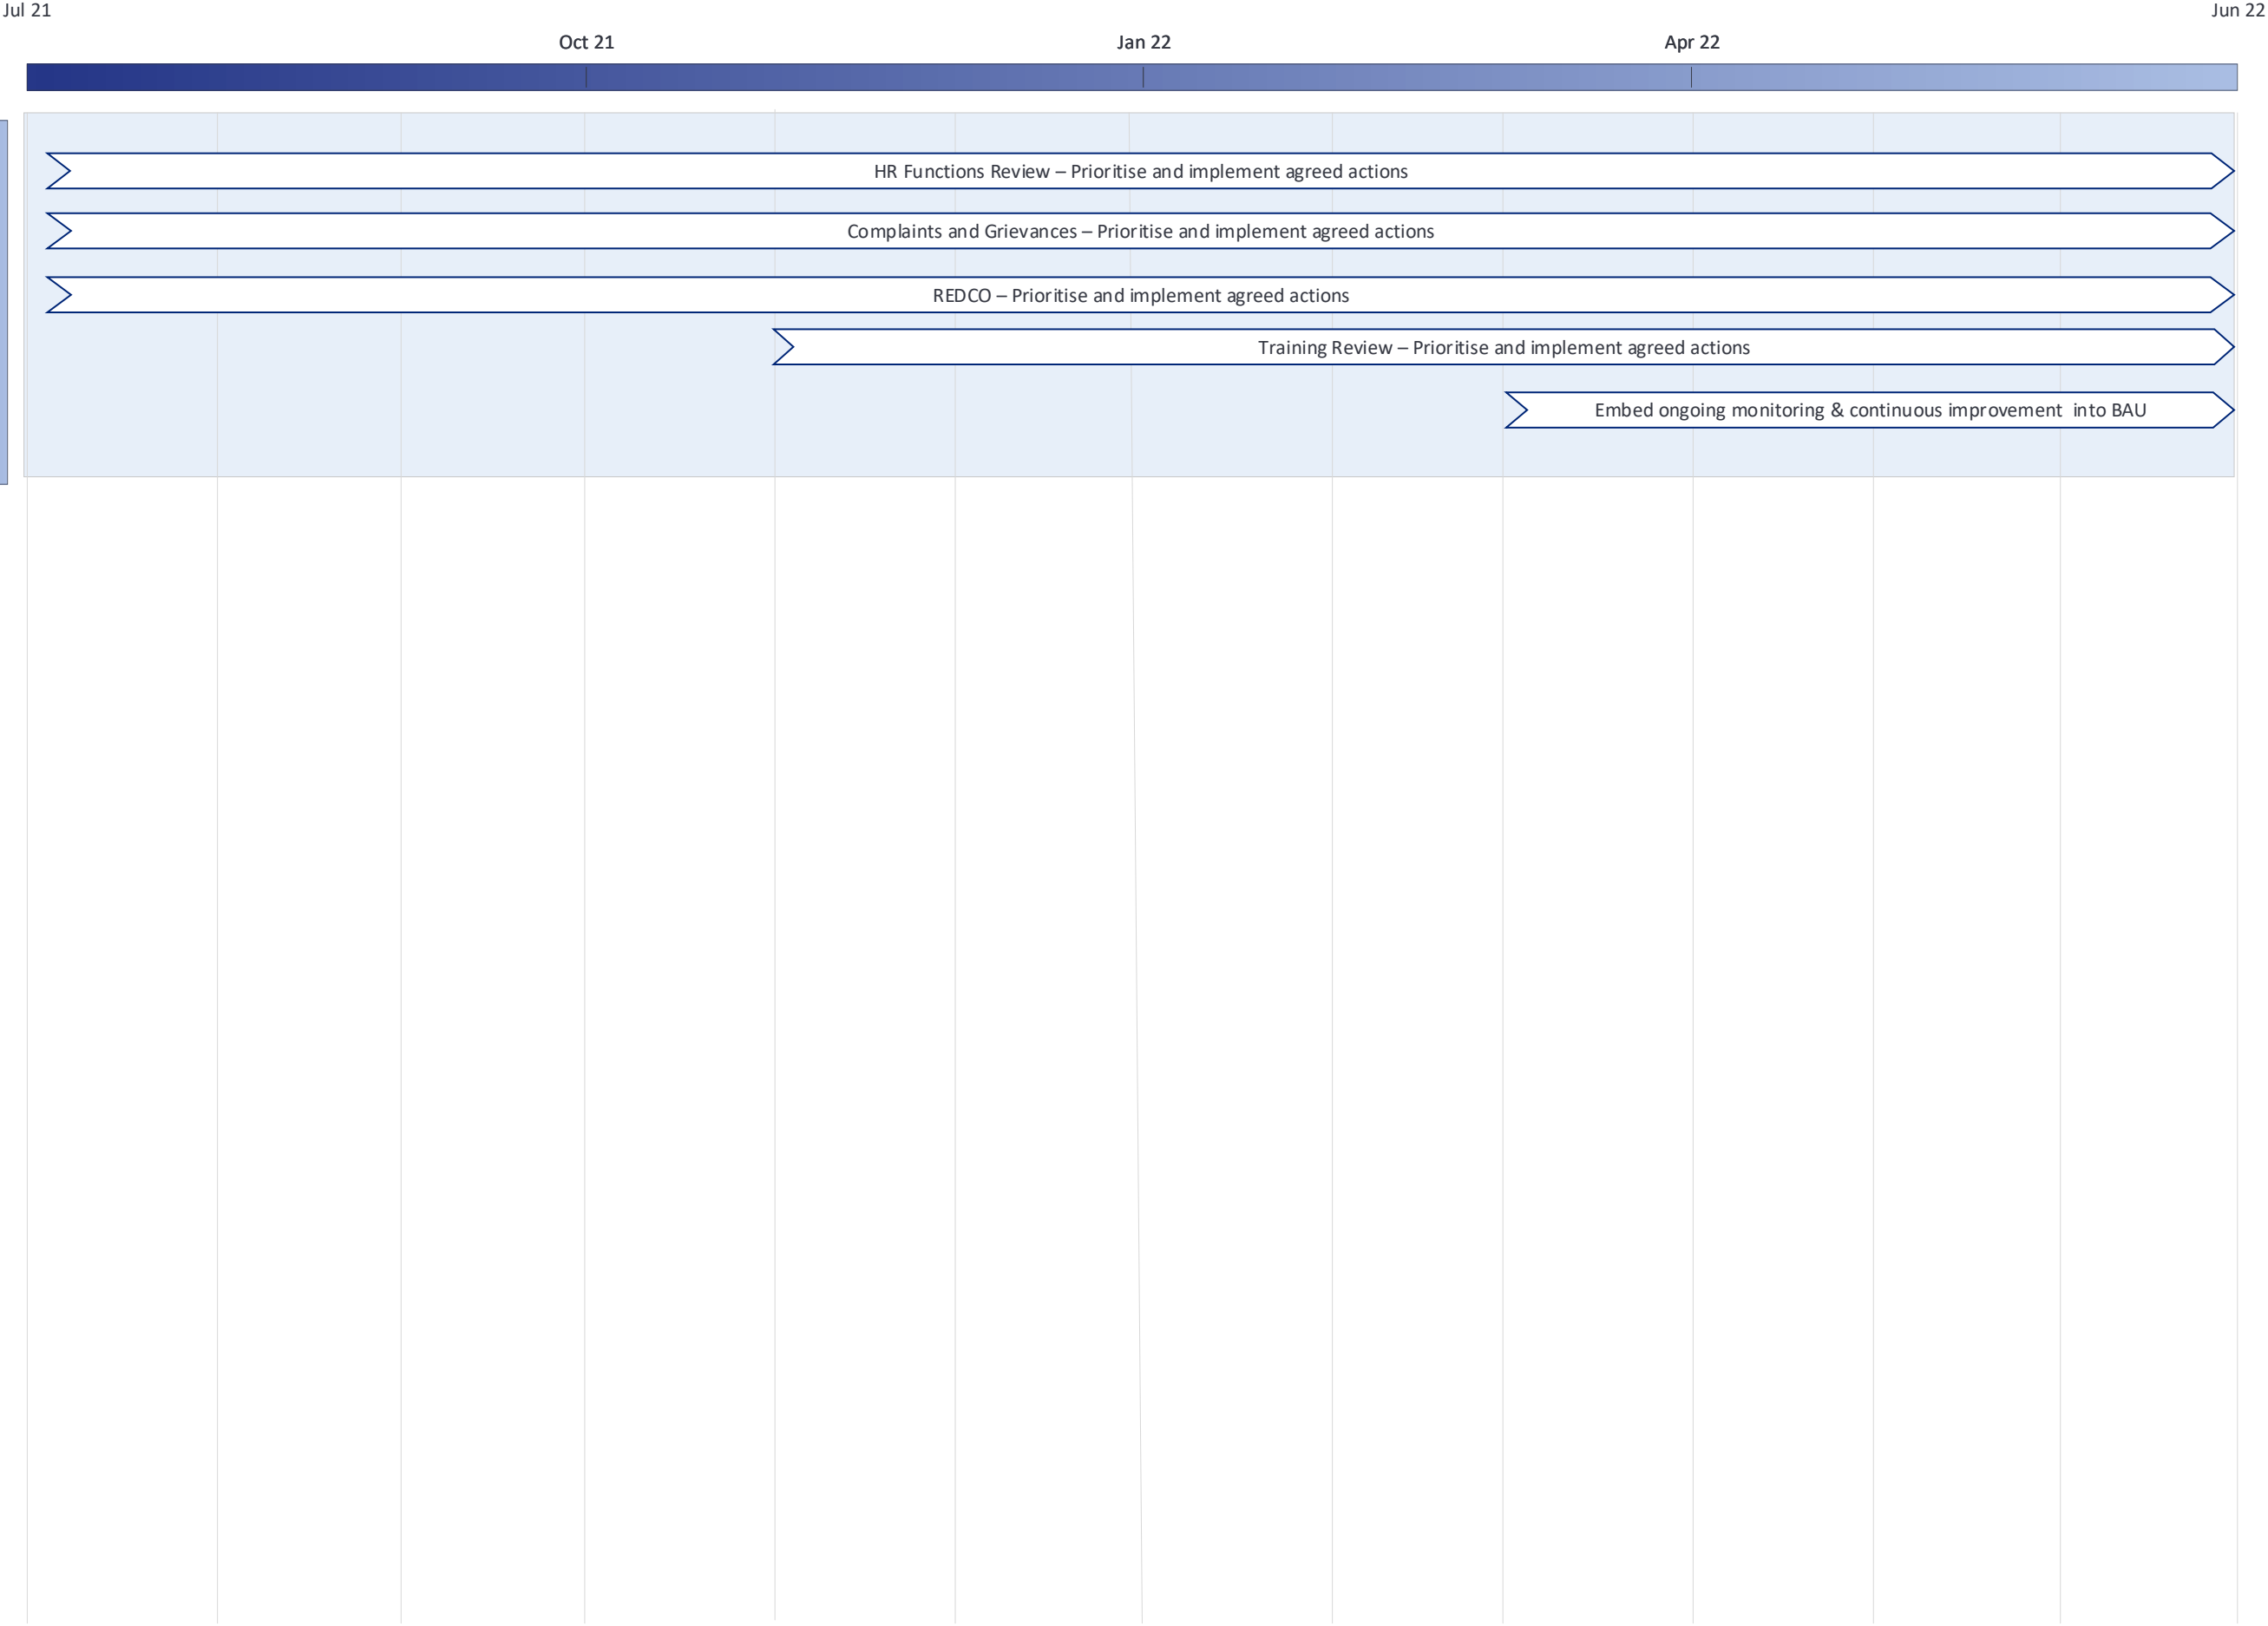 Jul 21
Jun 22
Oct 21
Jan 22
Apr 22
HR Functions Review – Prioritise and implement agreed actions
Complaints and Grievances – Prioritise and implement agreed actions
REDCO – Prioritise and implement agreed actions
Training Review – Prioritise and implement agreed actions
Embed ongoing monitoring & continuous improvement  into BAU